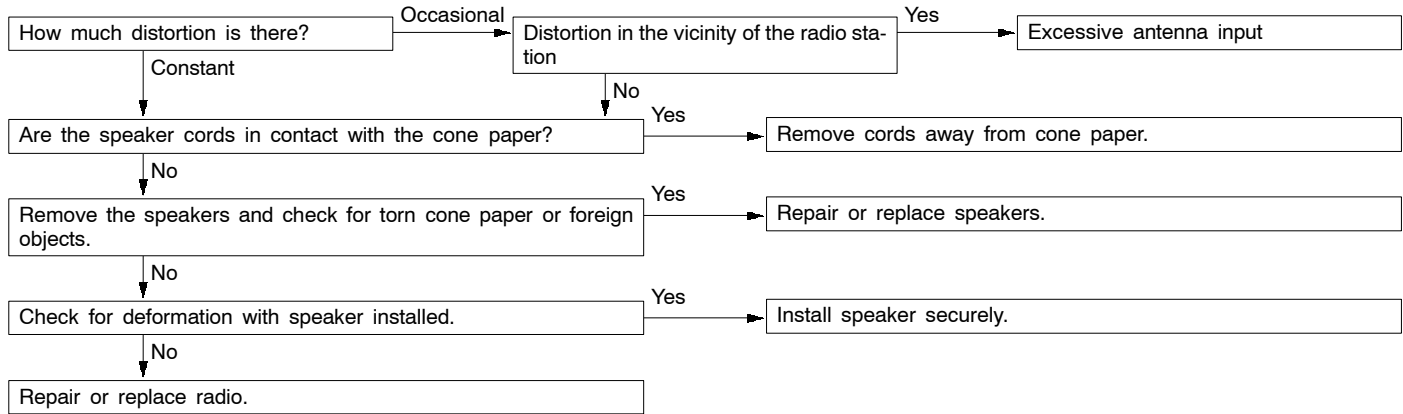 How much distortion is there?
Occasional
Distortion in the vicinity of the radio sta-
tion
Yes
Excessive antenna input
Constant
No
Are the speaker cords in contact with the cone paper?
Yes
Remove cords away from cone paper.
No
Remove the speakers and check for torn cone paper or foreign
objects.
Yes
Repair or replace speakers.
No
Check for deformation with speaker installed.
Yes
Install speaker securely.
No
Repair or replace radio.